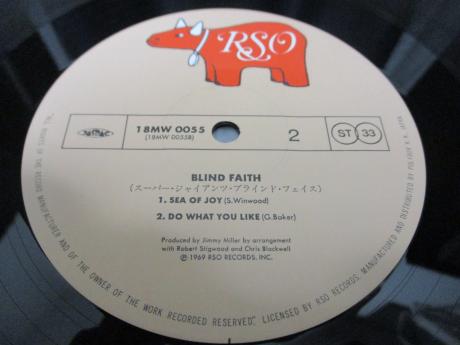 RSO
18MW 0055
(18MW 0055B)
2
ST 33
BLIND FAITH
(スーパー・ジャイアンツ・ブラインド・フェイス)
1. SEA OF JOY (S.Winwood)
2. DO WHAT YOU LIKE (G.Baker)
Produced by Jimmy Miller by arrangement
with Robert Stigwood and Chris Blackwell
℗ 1969 RSO RECORDS, INC.
MANUFACTURER AND OF THE OWNER OF THE WORK RECORDED RESERVED. LICENSED BY RSO RECORDS. MANUFACTURED AND DISTRIBUTED BY POLYDOR K.K. JAPAN